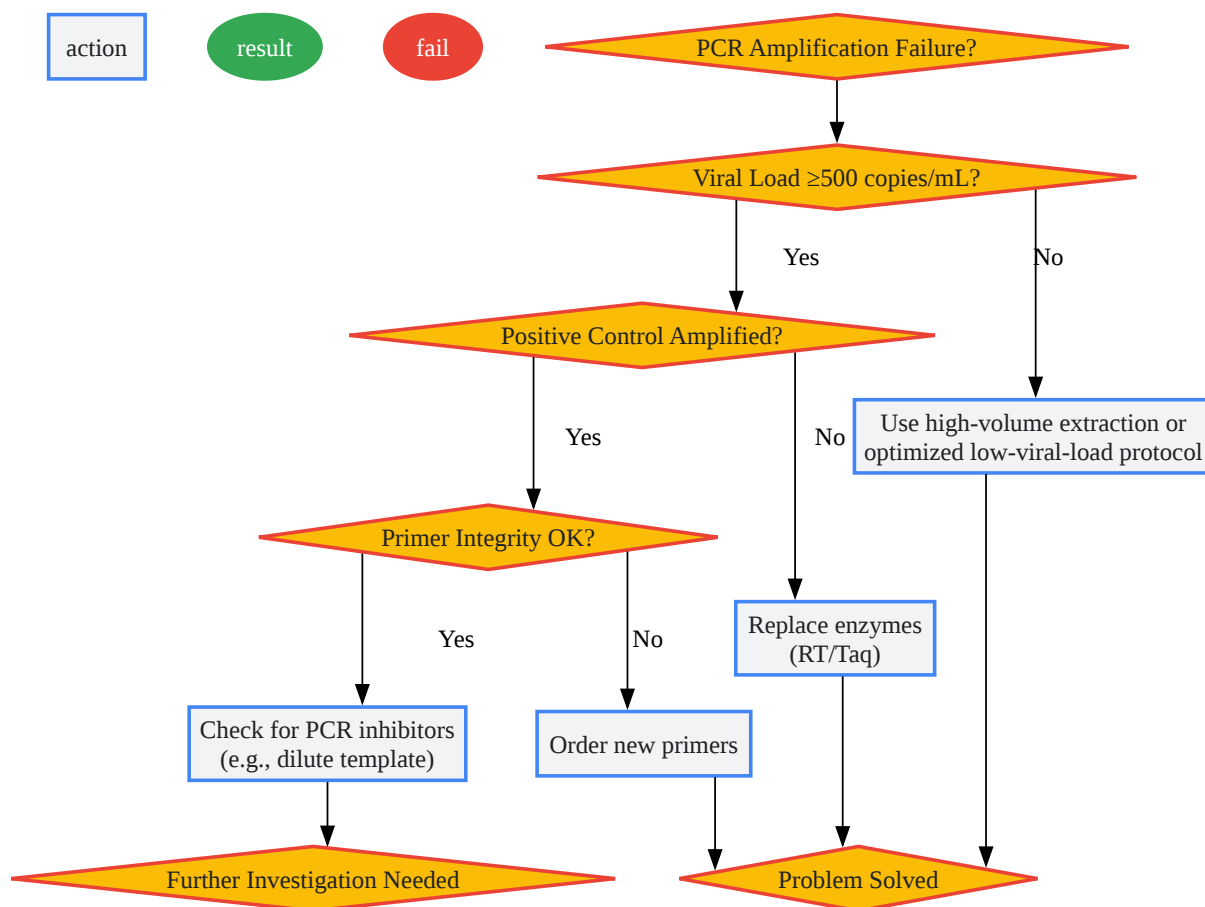 action
result
fail
PCR Amplification Failure?
Viral Load ≥500 copies/mL?
Yes
No
Positive Control Amplified?
Use high-volume extraction or
optimized low-viral-load protocol
Yes
No
Primer Integrity OK?
Replace enzymes
(RT/Taq)
Yes
No
Check for PCR inhibitors
(e.g., dilute template)
Order new primers
Further Investigation Needed
Problem Solved